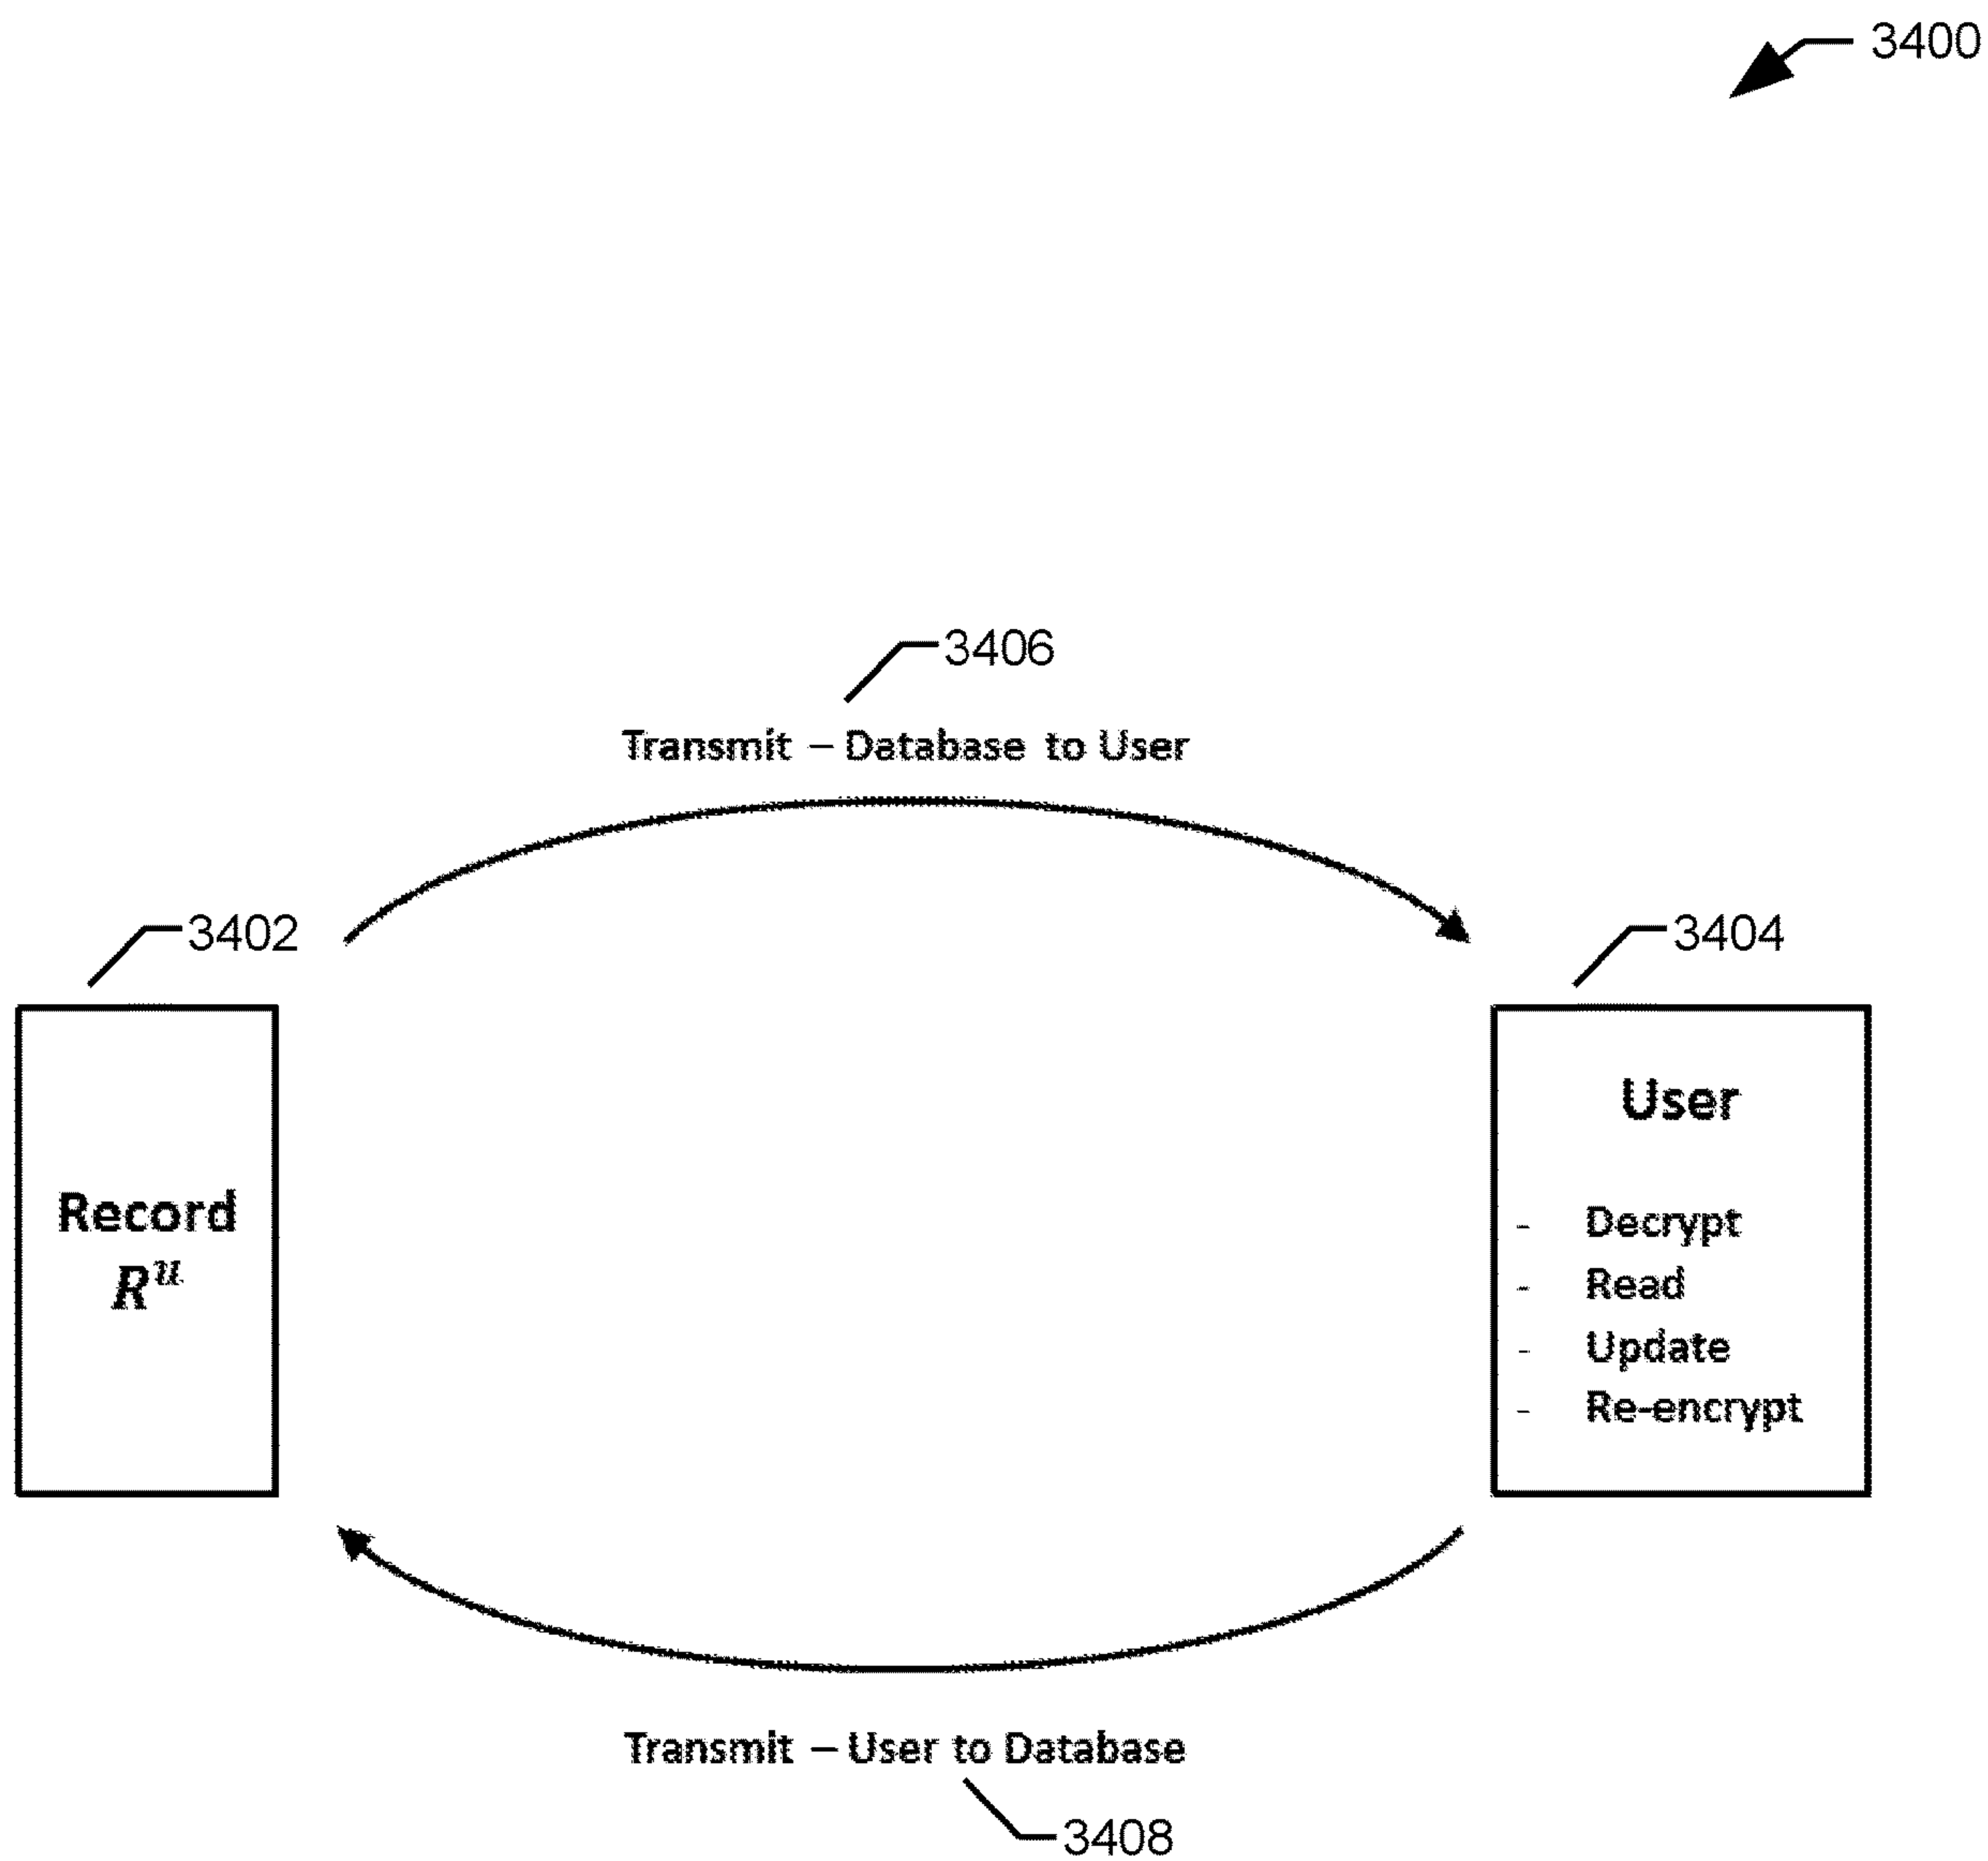 3400
3406
Transmit – Database to User
3402
3404
Record
R^u
User
- Decrypt
- Read
- Update
- Re-encrypt
Transmit – User to Database
3408